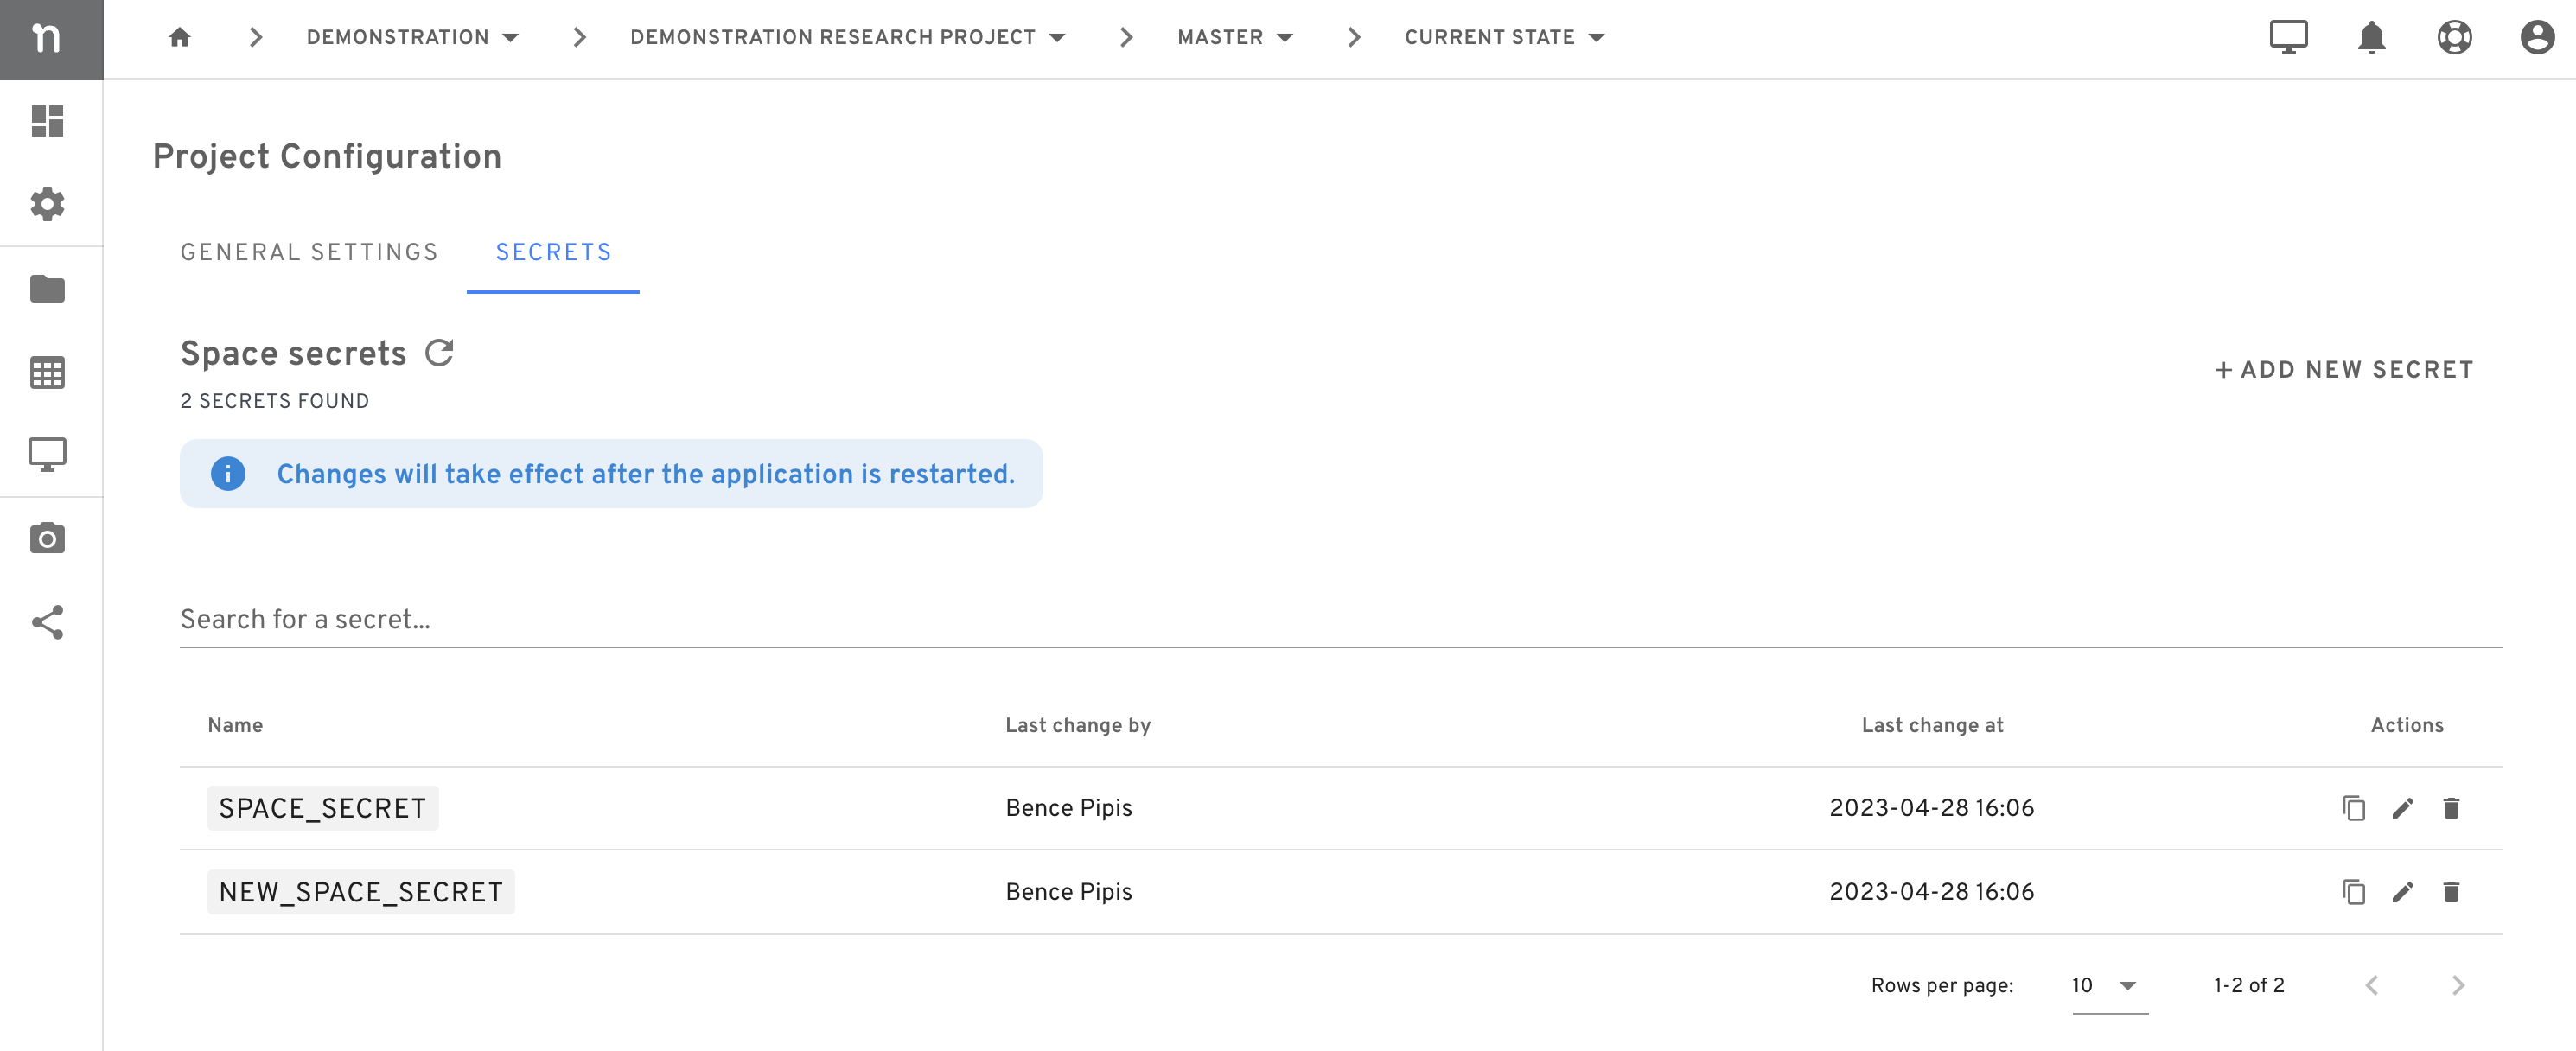 n
DEMONSTRATION DEMONSTRATION RESEARCH PROJECT MASTER CURRENT STATE
Project Configuration
GENERAL SETTINGS SECRETS
Space secrets
2 SECRETS FOUND
+ ADD NEW SECRET
i Changes will take effect after the application is restarted.
Search for a secret...
Name Last change by Last change at Actions
SPACE_SECRET Bence Pipis 2023-04-28 16:06
NEW_SPACE_SECRET Bence Pipis 2023-04-28 16:06
Rows per page: 10 1-2 of 2